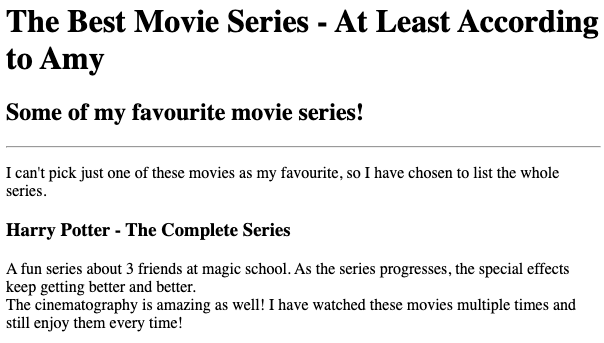 The Best Movie Series - At Least According
to Amy
Some of my favourite movie series!
I can't pick just one of these movies as my favourite, so I have chosen to list the whole
series.
Harry Potter - The Complete Series
A fun series about 3 friends at magic school. As the series progresses, the special effects
keep getting better and better.
The cinematography is amazing as well! I have watched these movies multiple times and
still enjoy them every time!